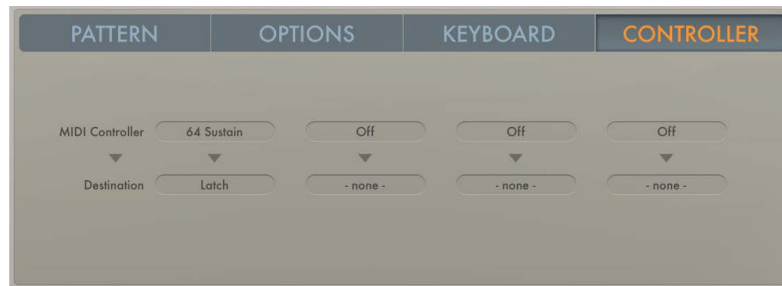 PATTERN OPTIONS KEYBOARD CONTROLLER
MIDI Controller 64 Sustain Off Off Off
Destination Latch - none - - none - - none -